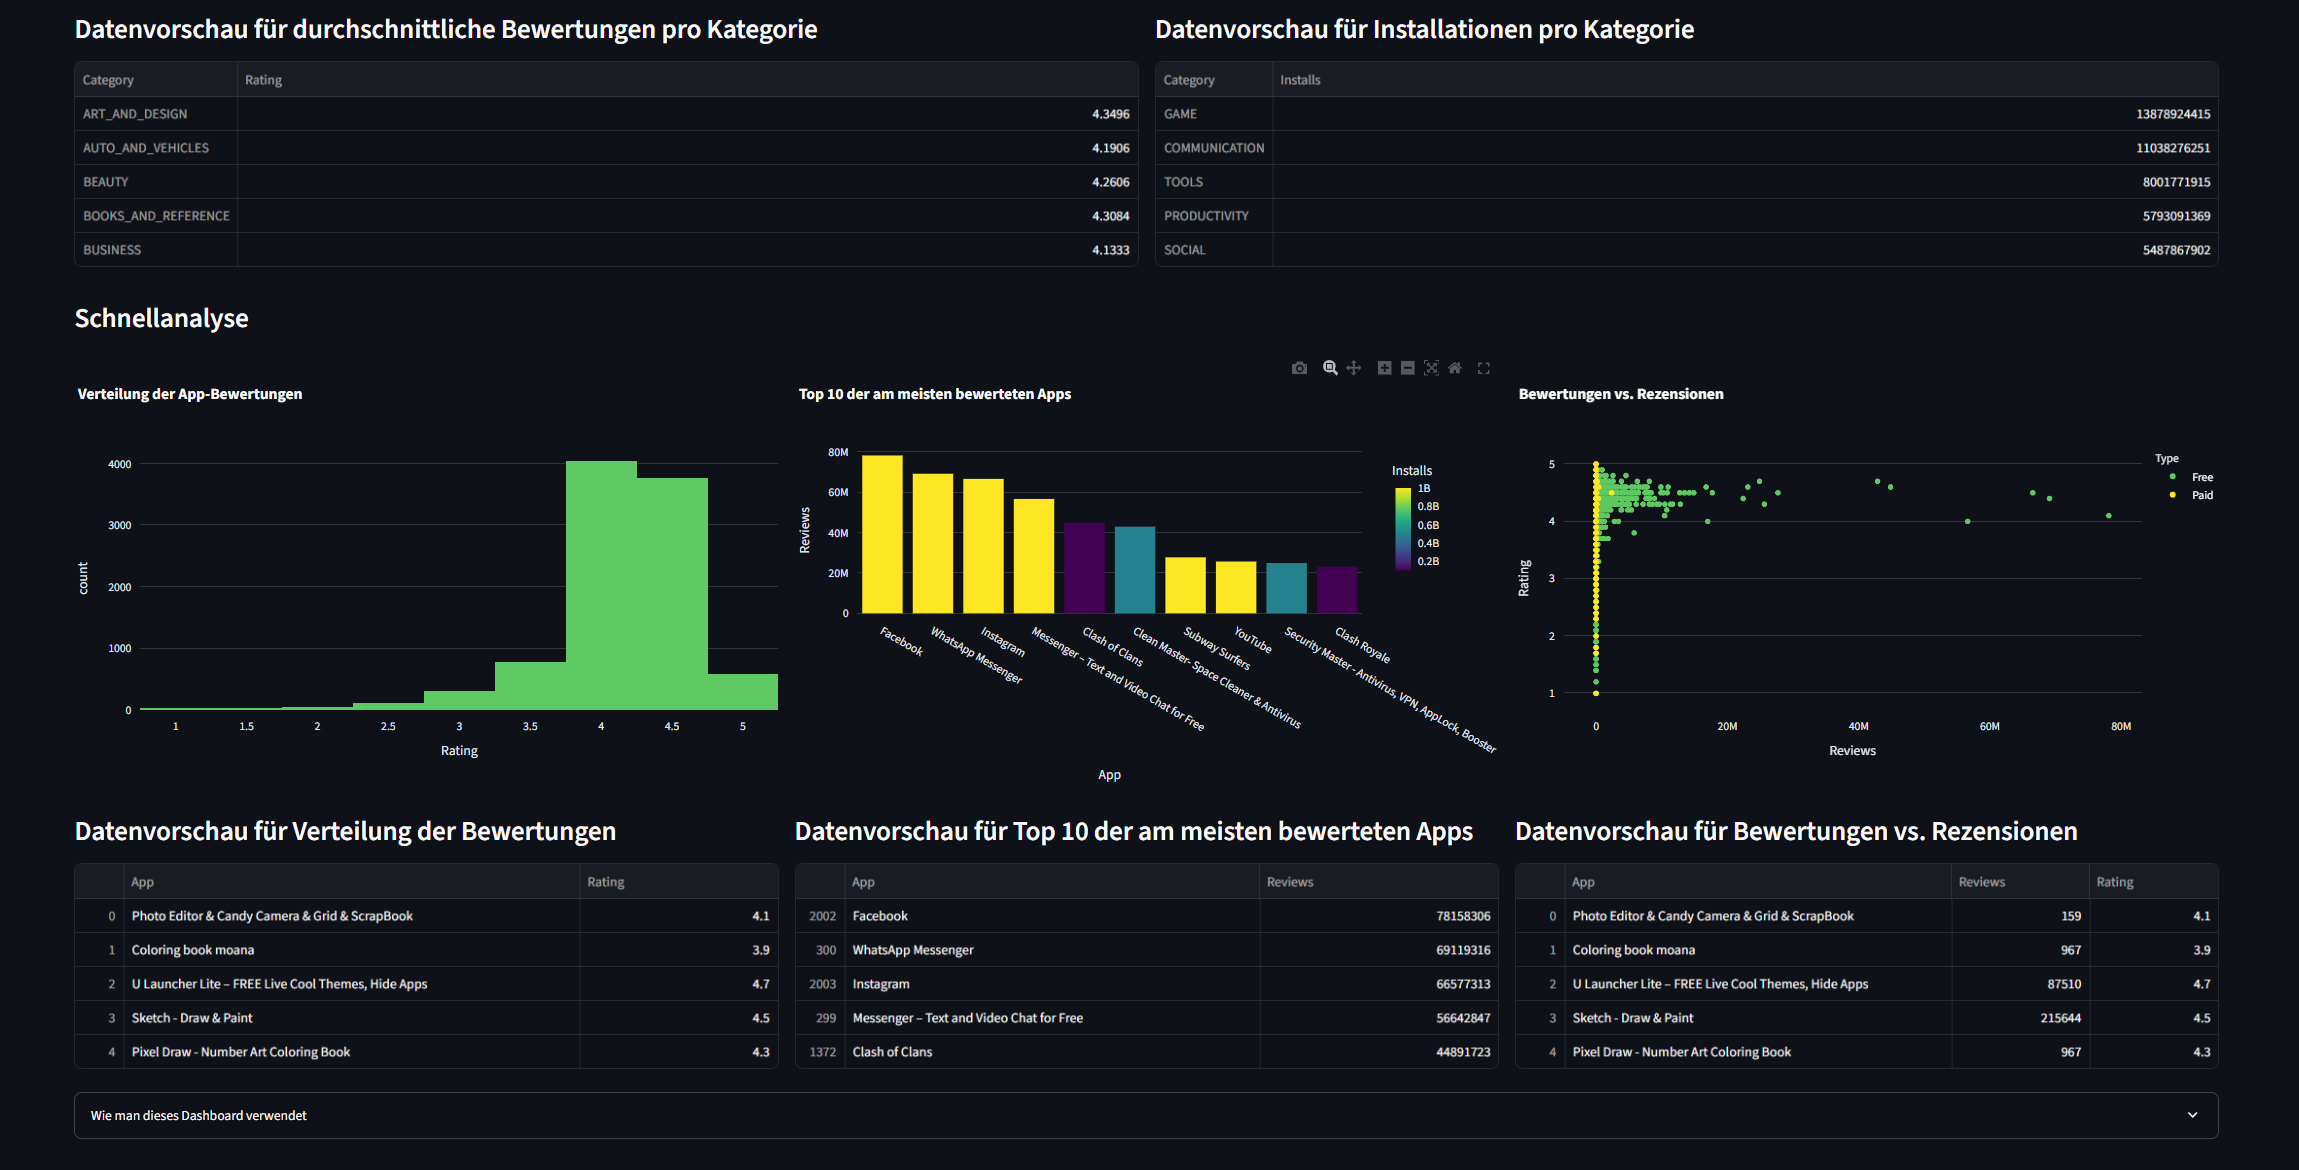 Datenvorschau für durchschnittliche Bewertungen pro Kategorie
Category Rating
ART_AND_DESIGN 4.3496
AUTO_AND_VEHICLES 4.1906
BEAUTY 4.2606
BOOKS_AND_REFERENCE 4.3084
BUSINESS 4.1333
Datenvorschau für Installationen pro Kategorie
Category Installs
GAME 13878924415
COMMUNICATION 11038276251
TOOLS 8001771915
PRODUCTIVITY 5793091369
SOCIAL 5487867902
Schnellanalyse
Verteilung der App-Bewertungen
4000
3000
2000
1000
0
count
1 1.5 2 2.5 3 3.5 4 4.5 5
Rating
Top 10 der am meisten bewerteten Apps
80M
60M
40M
20M
0
Reviews
Facebook
WhatsApp Messenger
Instagram
Messenger – Text and Video Chat for Free
Clash of Clans
Clean Master- Space Cleaner & Antivirus
Subway Surfers
YouTube
Security Master - Antivirus, VPN, AppLock, Booster
Clash Royale
App
Installs
1B
0.8B
0.6B
0.4B
0.2B
Bewertungen vs. Rezensionen
5
4
3
2
1
Rating
0 20M 40M 60M 80M
Reviews
Type
Free
Paid
Datenvorschau für Verteilung der Bewertungen
App Rating
0 Photo Editor & Candy Camera & Grid & ScrapBook 4.1
1 Coloring book moana 3.9
2 U Launcher Lite – FREE Live Cool Themes, Hide Apps 4.7
3 Sketch - Draw & Paint 4.5
4 Pixel Draw - Number Art Coloring Book 4.3
Datenvorschau für Top 10 der am meisten bewerteten Apps
App Reviews
2002 Facebook 78158306
300 WhatsApp Messenger 69119316
2003 Instagram 66577313
299 Messenger – Text and Video Chat for Free 56642847
1372 Clash of Clans 44891723
Datenvorschau für Bewertungen vs. Rezensionen
App Reviews Rating
0 Photo Editor & Candy Camera & Grid & ScrapBook 159 4.1
1 Coloring book moana 967 3.9
2 U Launcher Lite – FREE Live Cool Themes, Hide Apps 87510 4.7
3 Sketch - Draw & Paint 215644 4.5
4 Pixel Draw - Number Art Coloring Book 967 4.3
Wie man dieses Dashboard verwendet